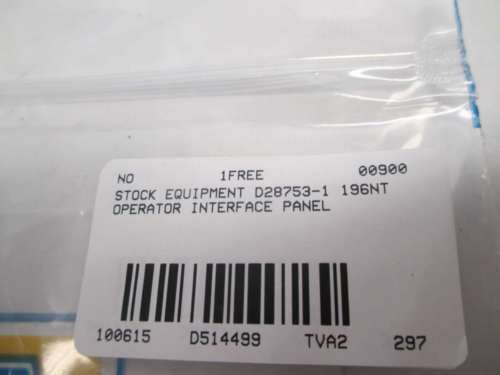 NO 1FREE 00900
STOCK EQUIPMENT D28753-1 196NT
OPERATOR INTERFACE PANEL
100615 D514499 TVA2 297